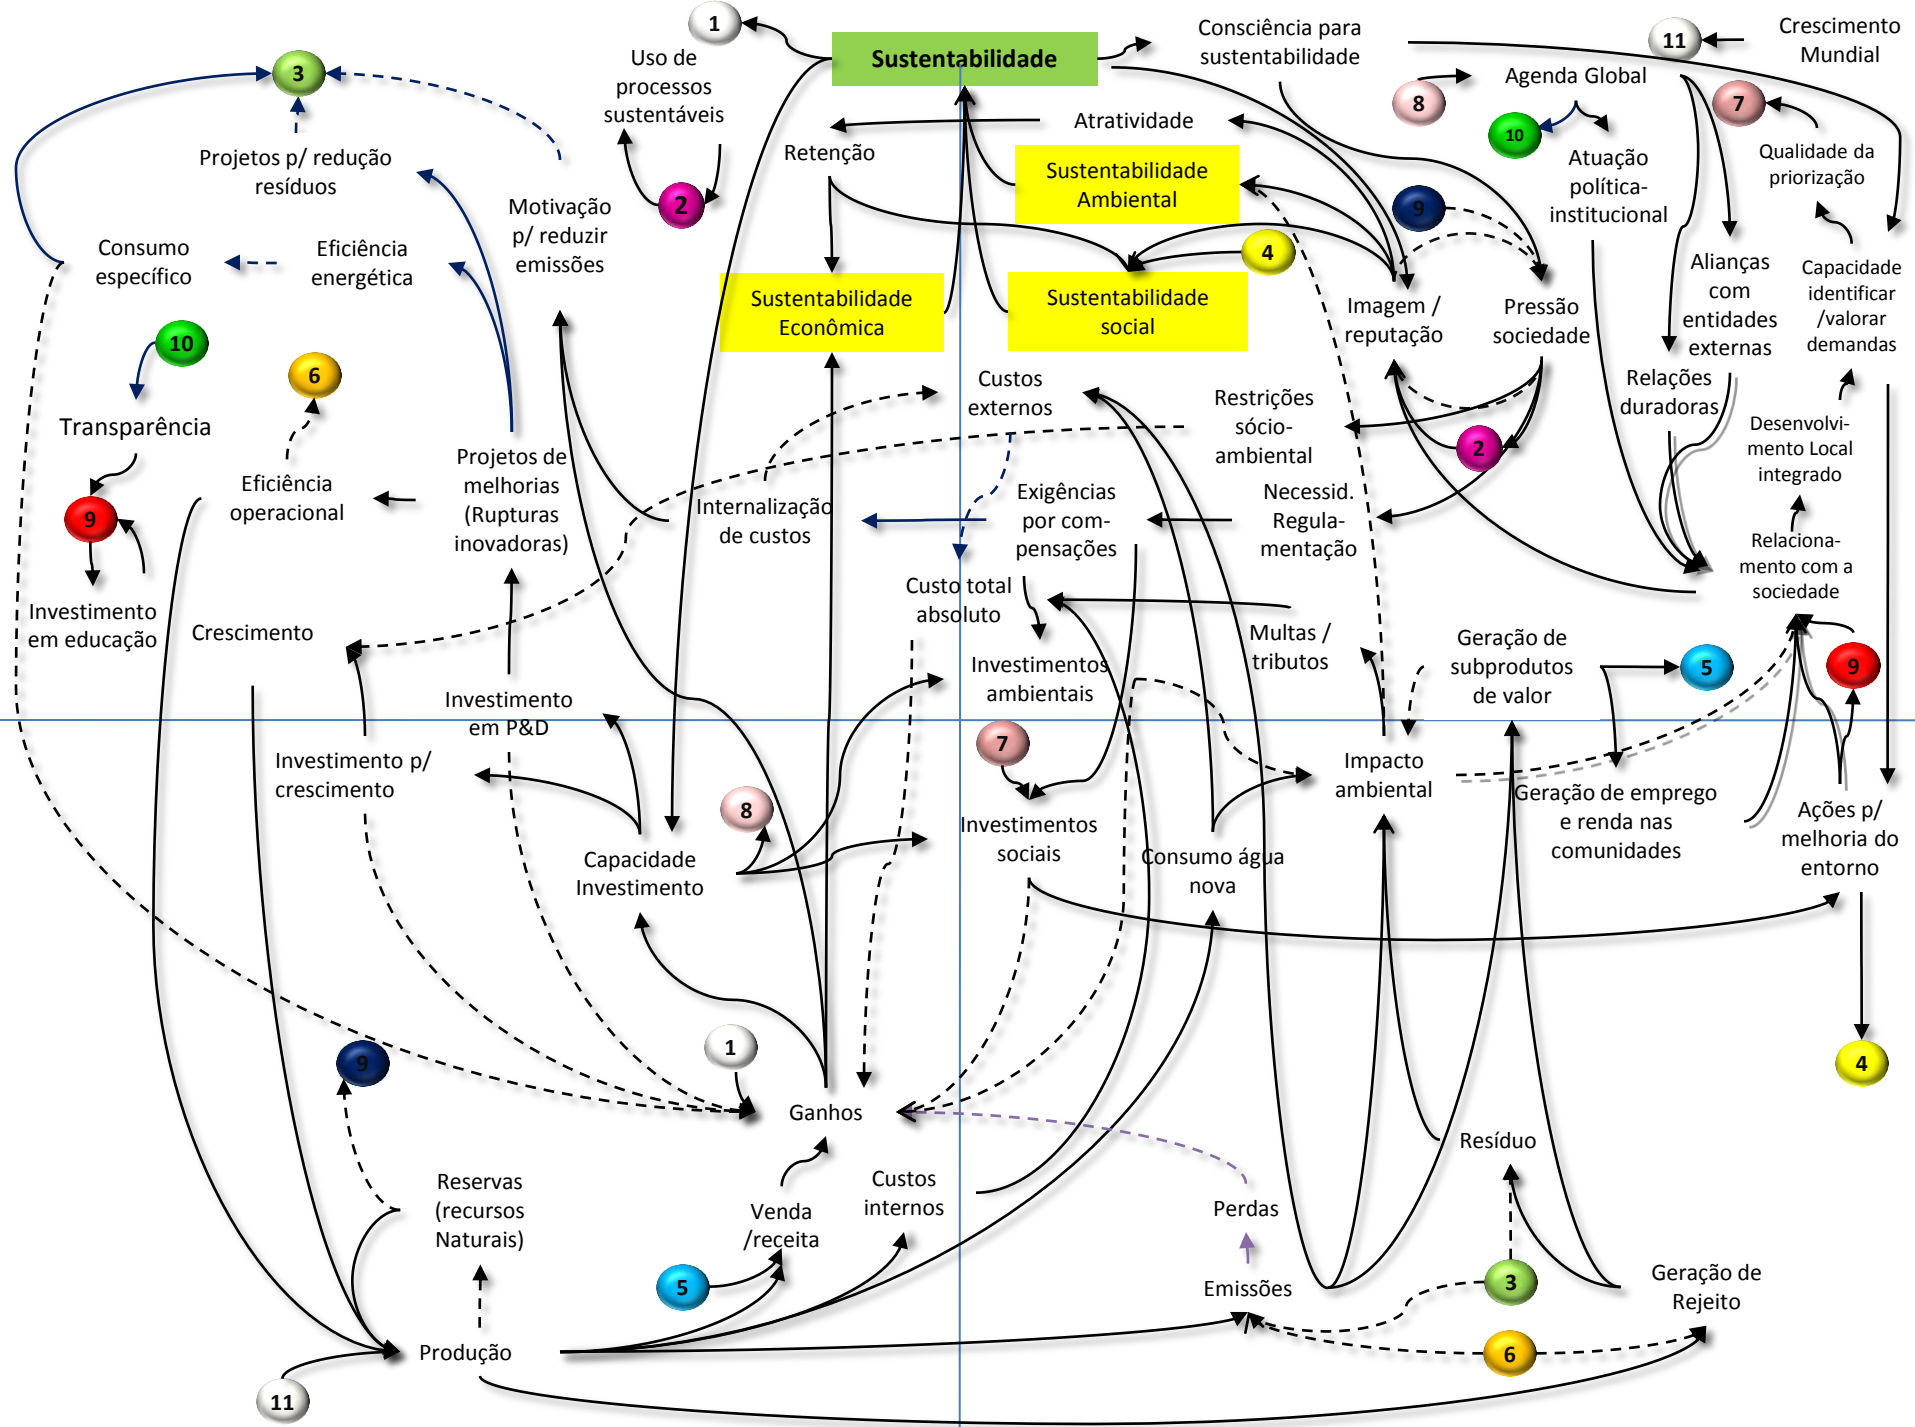 1
Sustentabilidade
Consciência para
sustentabilidade
11
Crescimento
Mundial
3
Uso de
processos
sustentáveis
8
Agenda Global
7
10
Projetos p/ redução
resíduos
Retenção
Atratividade
Sustentabilidade
Ambiental
Atuação
política-
institucional
Qualidade da
priorização
2
9
Motivação
p/ reduzir
emissões
Consumo
específico
Eficiência
energética
4
Sustentabilidade
Econômica
Sustentabilidade
social
Imagem /
reputação
Pressão
sociedade
Alianças
com
entidades
externas
Capacidade
identificar
/valorar
demandas
10
6
Custos
externos
Restrições
sócio-
ambiental
Relações
duradoras
Transparência
2
Desenvolvi-
mento Local
integrado
Eficiência
operacional
Projetos de
melhorias
(Rupturas
inovadoras)
Internalização
de custos
Exigências
por com-
pensações
Necessid.
Regula-
mentação
9
Relaciona-
mento com a
sociedade
Investimento
em educação
Crescimento
Custo total
absoluto
Multas /
tributos
Geração de
subprodutos
de valor
5
9
Investimentos
ambientais
Investimento
em P&D
Investimento p/
crescimento
7
8
Impacto
ambiental
Geração de emprego
e renda nas
comunidades
Ações p/
melhoria do
entorno
Capacidade
Investimento
Investimentos
sociais
Consumo água
nova
9
1
4
Ganhos
Resíduo
Reservas
(recursos
Naturais)
Venda
/receita
Custos
internos
Perdas
5
Emissões
3
Geração de
Rejeito
Produção
6
11